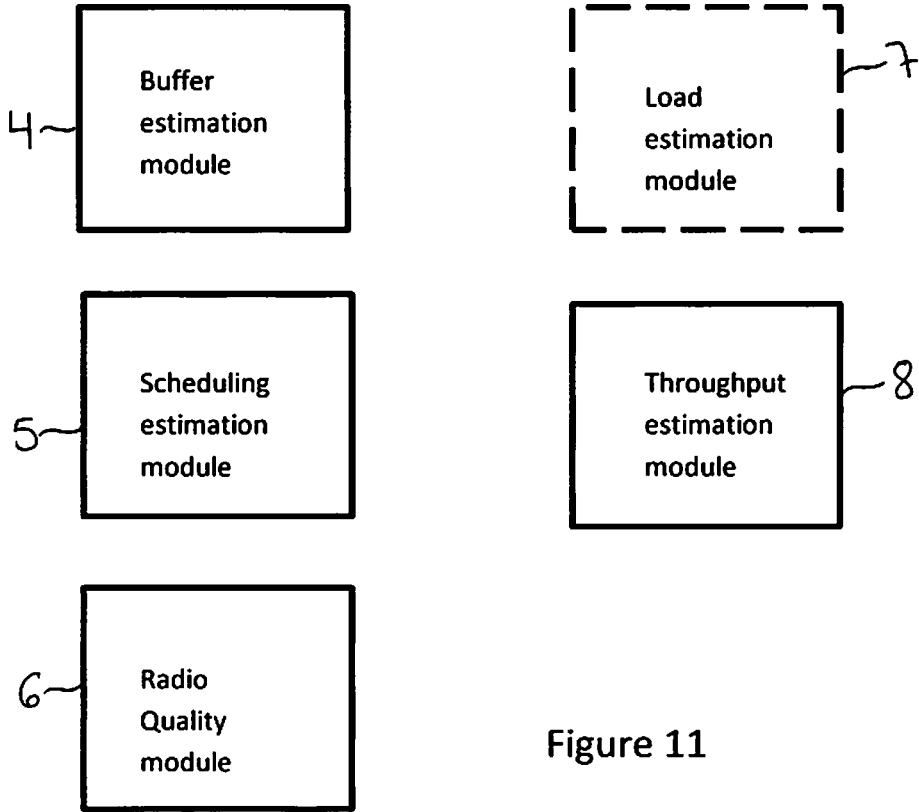 4
Buffer
estimation
module
7
Load
estimation
module
5
Scheduling
estimation
module
8
Throughput
estimation
module
6
Radio
Quality
module
Figure 11